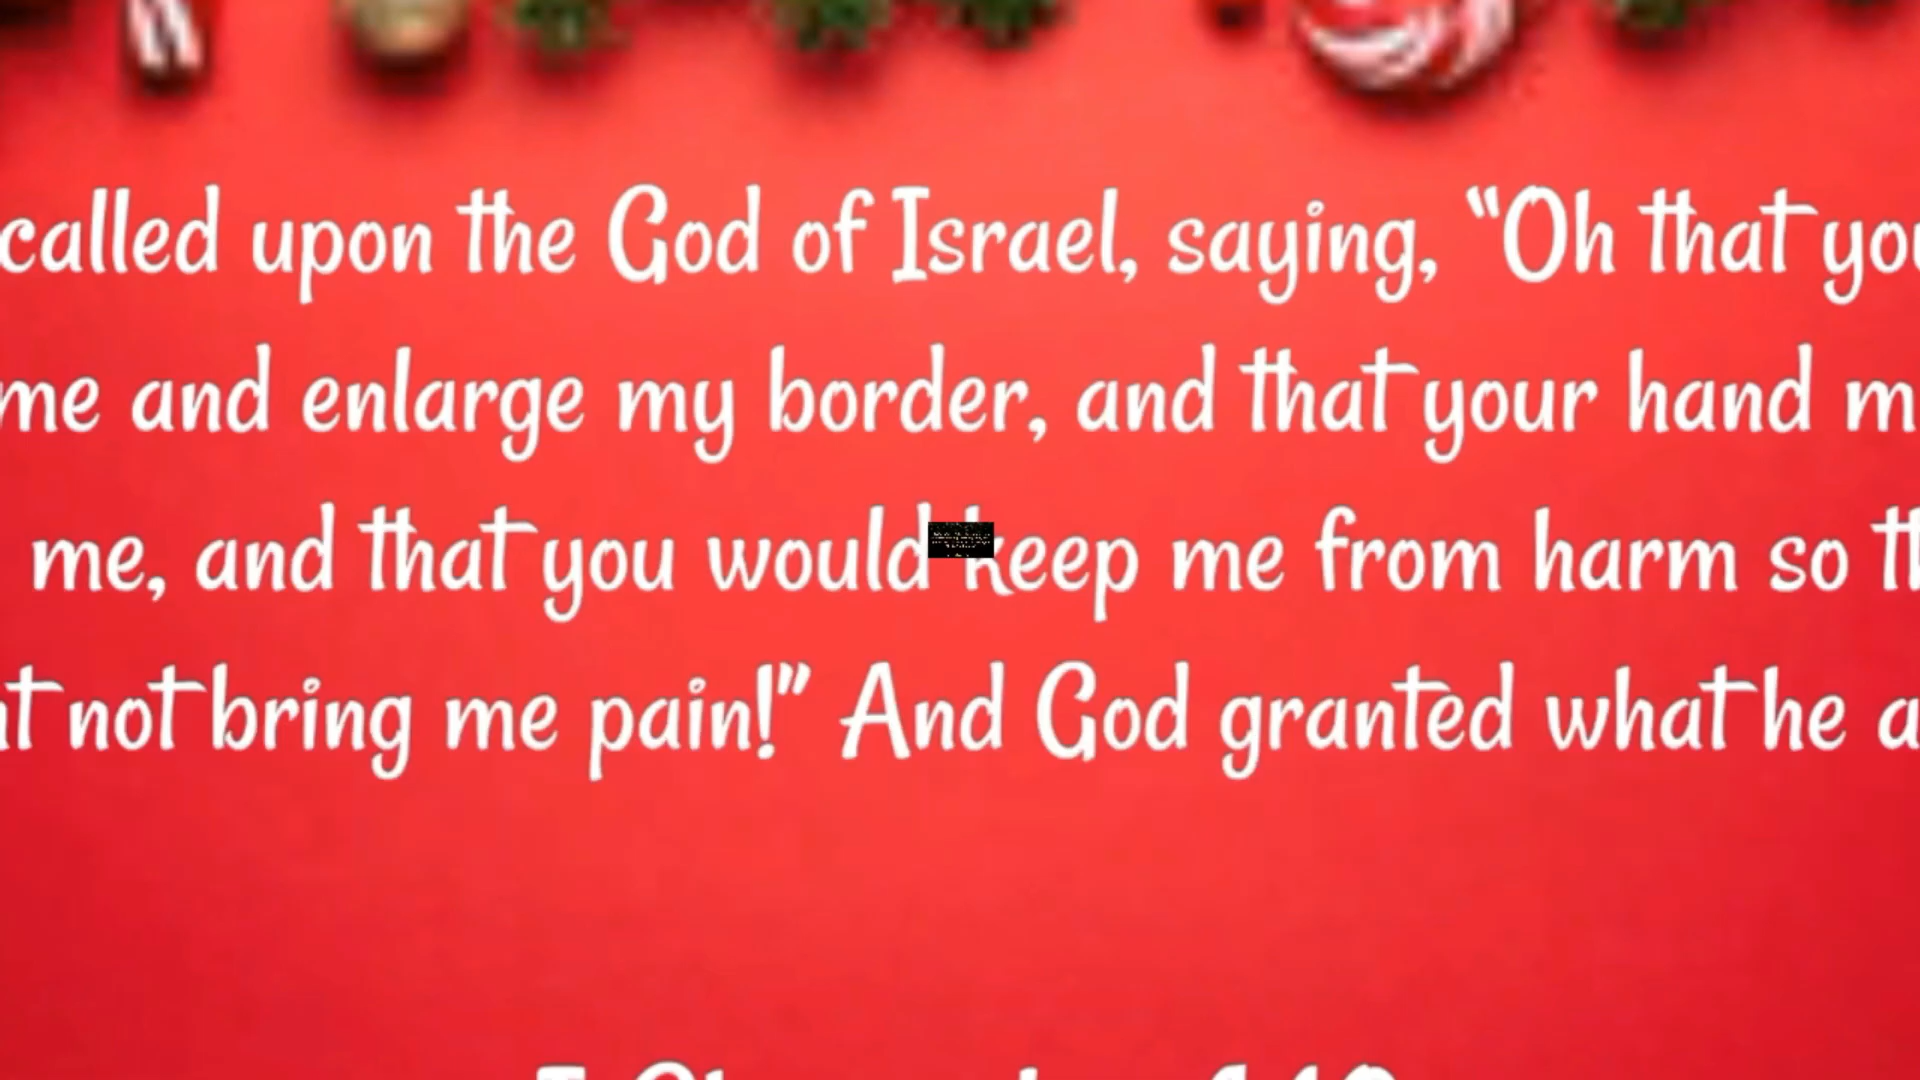 called upon the God of Israel, saying, “Oh that you
me and enlarge my border, and that your hand m
me, and that you would keep me from harm so th
not bring me pain!” And God granted what he a